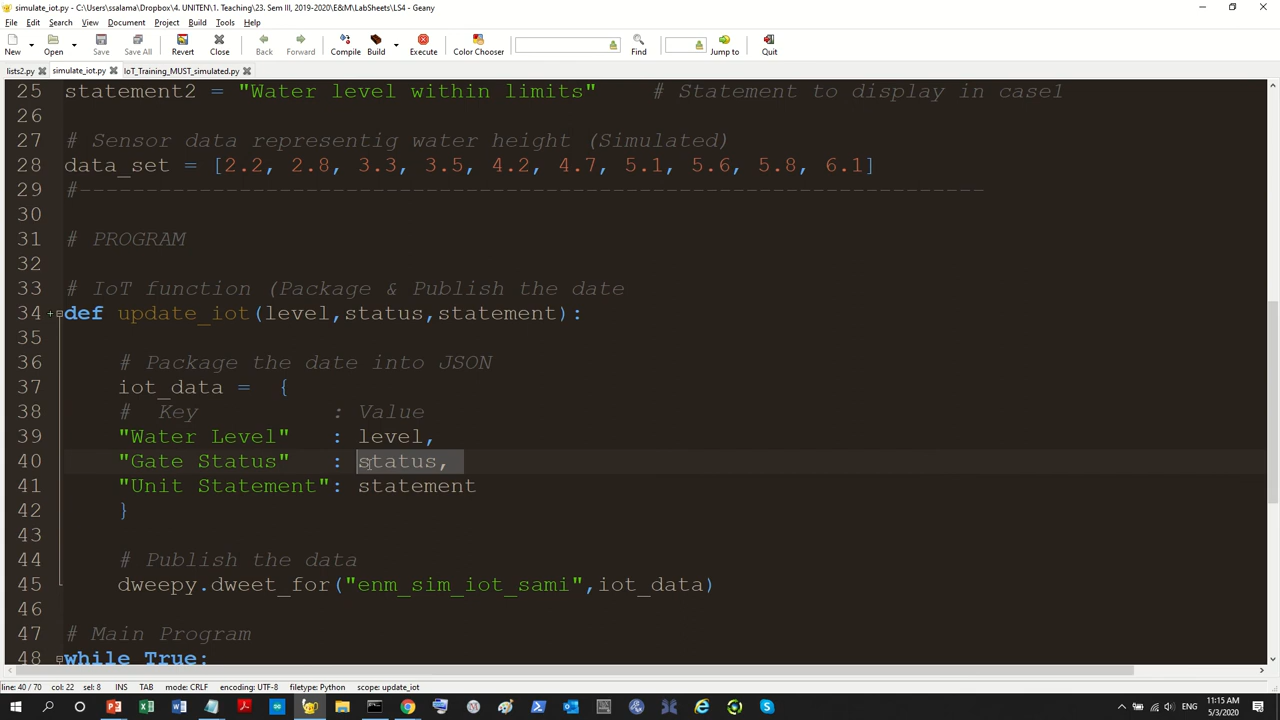 simulate_iot.py - C:\Users\ssalama\Dropbox\4. UNITEN\1. Teaching\23. Sem III, 2019-2020\E&M\LabSheets\LS4 - Geany
File Edit Search View Document Project Build Tools Help
New Open Save Save All Revert Close Back Forward Compile Build Execute Color Chooser Find Jump to Quit
lists2.py simulate_iot.py IoT_Training_MUST_simulated.py
25 statement2 = "Water level within limits" # Statement to display in case1
26
27 # Sensor data representig water height (Simulated)
28 data_set = [2.2, 2.8, 3.3, 3.5, 4.2, 4.7, 5.1, 5.6, 5.8, 6.1]
29 #-------------------------------------------------------------------
30
31 # PROGRAM
32
33 # IoT function (Package & Publish the date
34 def update_iot(level,status,statement):
35
36 # Package the date into JSON
37 iot_data = {
38 # Key : Value
39 "Water Level" : level,
40 "Gate Status" : status,
41 "Unit Statement": statement
42 }
43
44 # Publish the data
45 dweepy.dweet_for("enm_sim_iot_sami",iot_data)
46
47 # Main Program
48 while True:
line: 40 / 70 col: 22 sel: 8 INS TAB mode: CRLF encoding: UTF-8 filetype: Python scope: update_iot
11:15 AM
ENG
5/3/2020